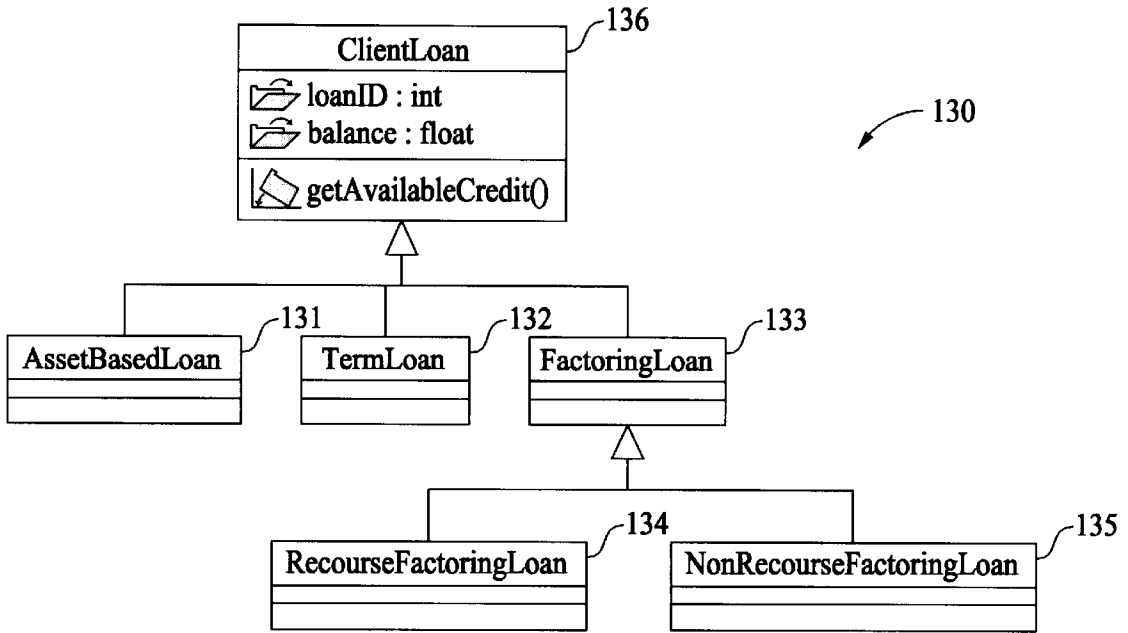 136
ClientLoan
loanID : int
balance : float
getAvailableCredit()
130
131
132
133
AssetBasedLoan
TermLoan
FactoringLoan
134
135
RecourseFactoringLoan
NonRecourseFactoringLoan